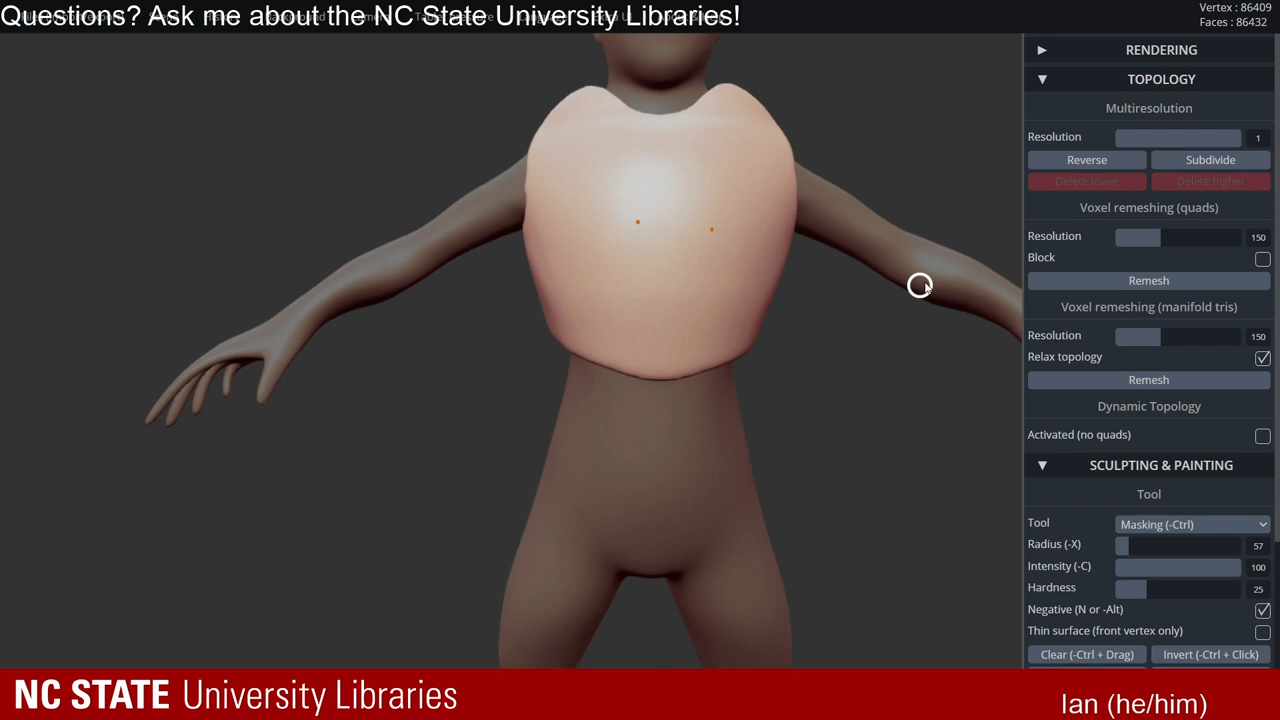 Questions? Ask me about the NC State University Libraries!
Vertex : 86409
Faces : 86432
RENDERING
TOPOLOGY
Multiresolution
Resolution 1
Reverse Subdivide
Delete lower Delete higher
Voxel remeshing (quads)
Resolution 150
Block
Remesh
Voxel remeshing (manifold tris)
Resolution 150
Relax topology
Remesh
Dynamic Topology
Activated (no quads)
SCULPTING & PAINTING
Tool
Tool Masking (-Ctrl)
Radius (-X) 57
Intensity (-C) 100
Hardness 25
Negative (N or -Alt)
Thin surface (front vertex only)
Clear (-Ctrl + Drag) Invert (-Ctrl + Click)
NC STATE University Libraries
Ian (he/him)